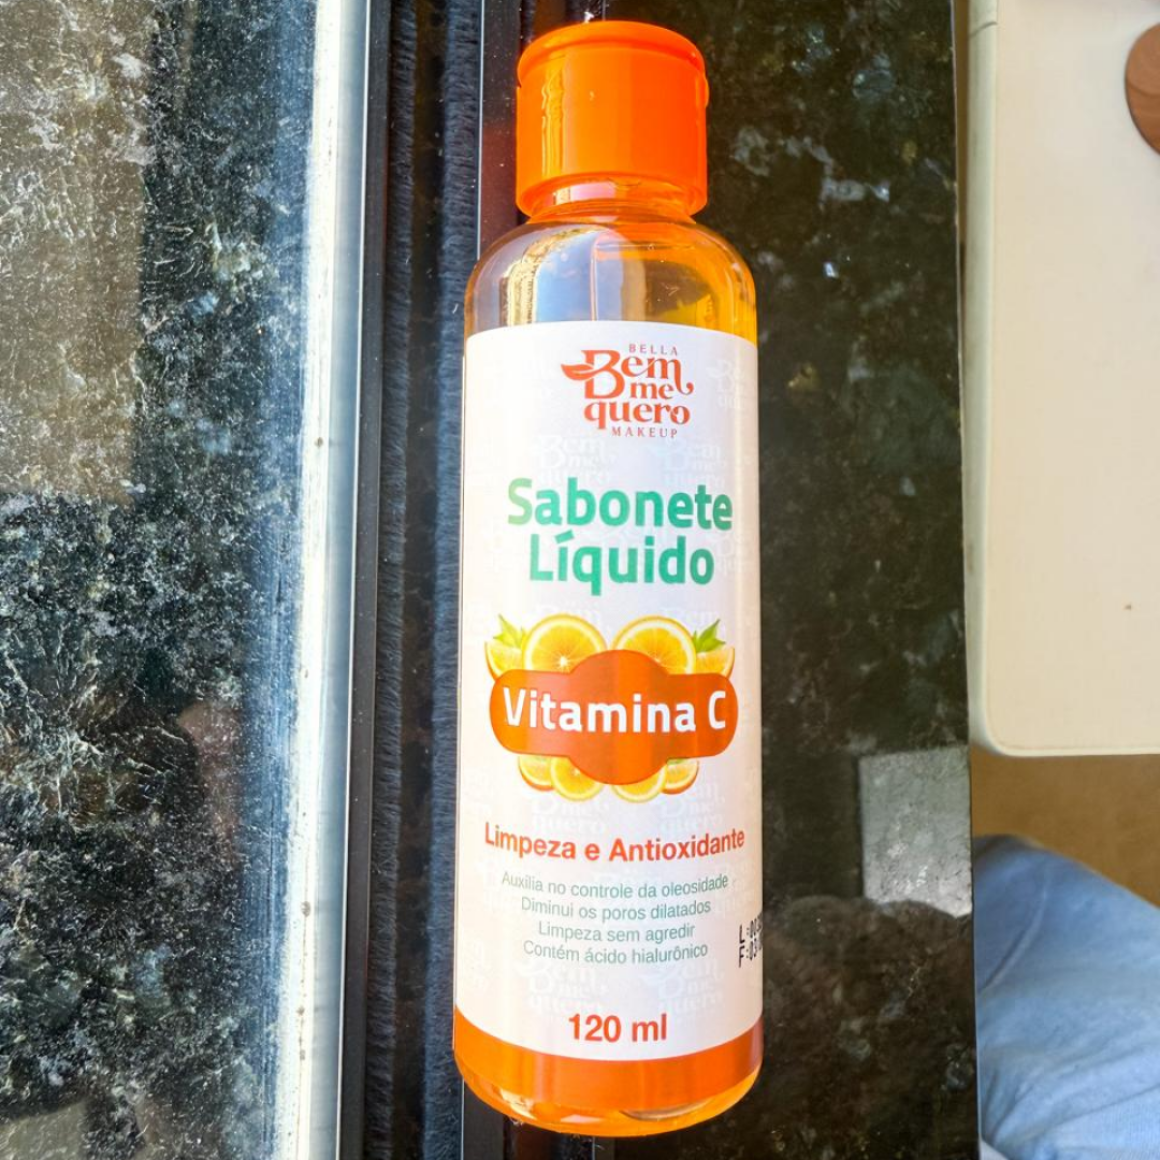 BELLA
Bem
me
quero
MAKEUP
Sabonete
Líquido
Vitamina C
Limpeza e Antioxidante
Auxília no controle da oleosidade
Diminui os poros dilatados
Limpeza sem agredir
Contém ácido hialurônico
120 ml